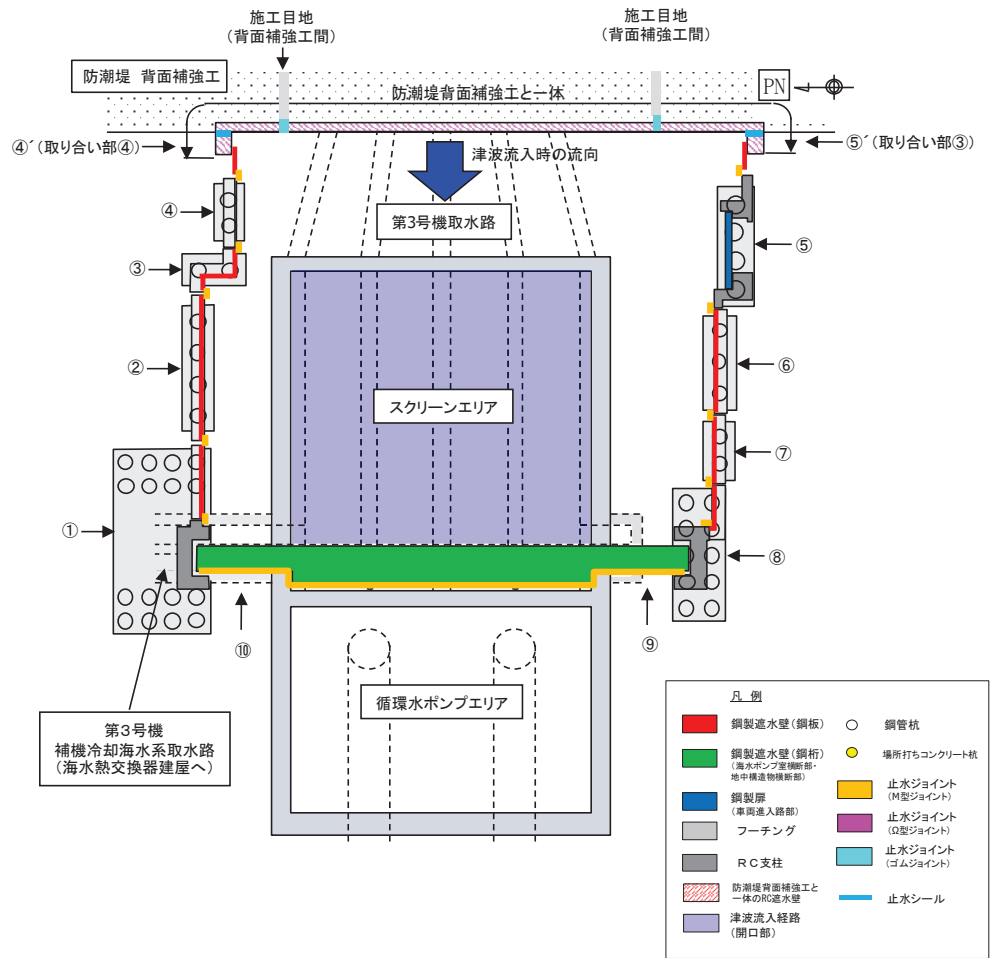 施工目地
(背面補強工間)
施工目地
(背面補強工間)
防潮堤 背面補強工
PN
防潮堤背面補強工と一体
④´(取り合い部④)
⑤´(取り合い部③)
津波流入時の流向
④
第3号機取水路
⑤
③
②
⑥
スクリーンエリア
⑦
①
⑧
⑩
⑨
循環水ポンプエリア
第3号機
補機冷却海水系取水路
(海水熱交換器建屋へ)
凡 例
鋼製遮水壁(鋼板)
鋼管杭
鋼製遮水壁(鋼桁)
(海水ポンプ室横断部・
地中構造物横断部)
場所打ちコンクリート杭
鋼製扉
(車両進入路部)
止水ジョイント
(M型ジョイント)
フーチング
止水ジョイント
(Ω型ジョイント)
RC支柱
止水ジョイント
(ゴムジョイント)
防潮堤背面補強工と
一体のRC遮水壁
止水シール
津波流入経路
(開口部)